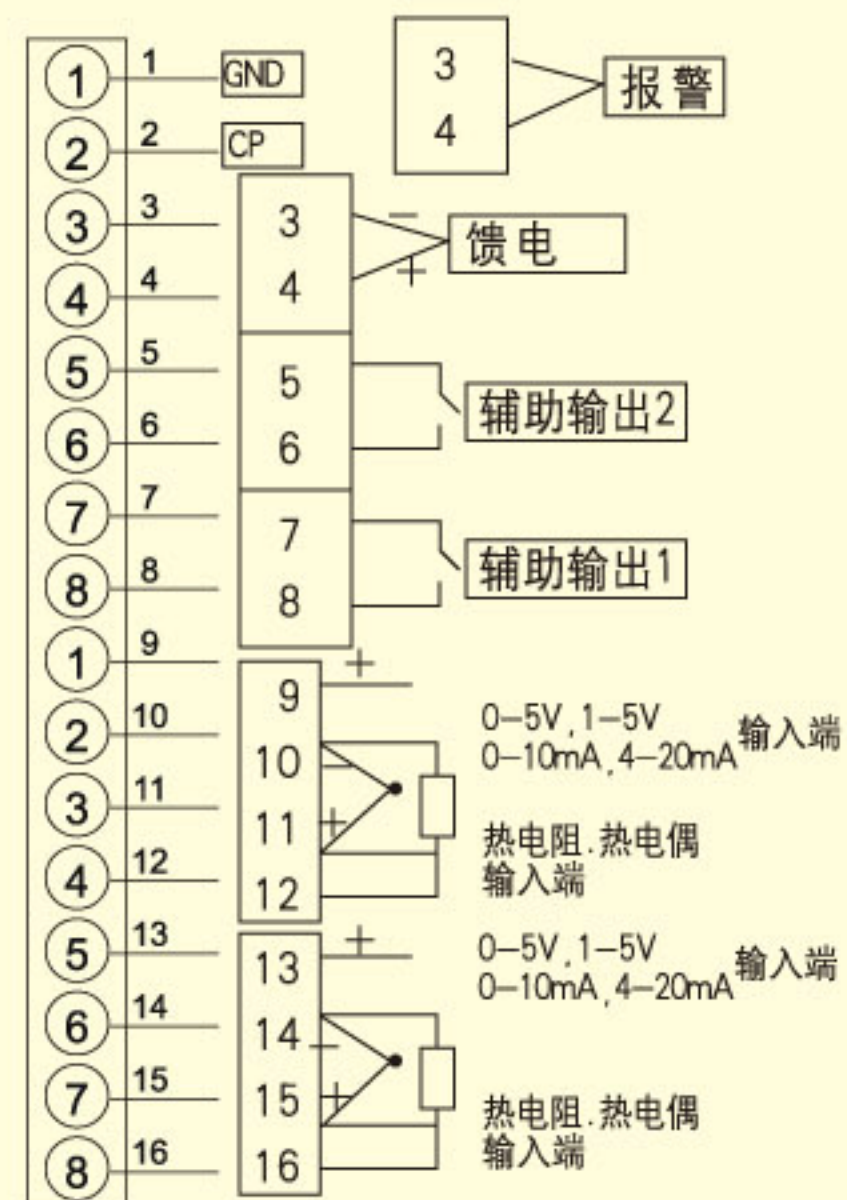 ① 1 GND
② 2 CP
3
4
报警
③ 3
④ 4
3
4
− +
馈电
⑤ 5
⑥ 6
5
6
辅助输出2
⑦ 7
⑧ 8
7
8
辅助输出1
① 9
② 10
③ 11
④ 12
9 +
10 −
11 +
12
0−5V,1−5V
0−10mA,4−20mA
输入端
热电阻.热电偶
输入端
⑤ 13
⑥ 14
⑦ 15
⑧ 16
13 +
14 −
15 +
16
0−5V,1−5V
0−10mA,4−20mA
输入端
热电阻.热电偶
输入端